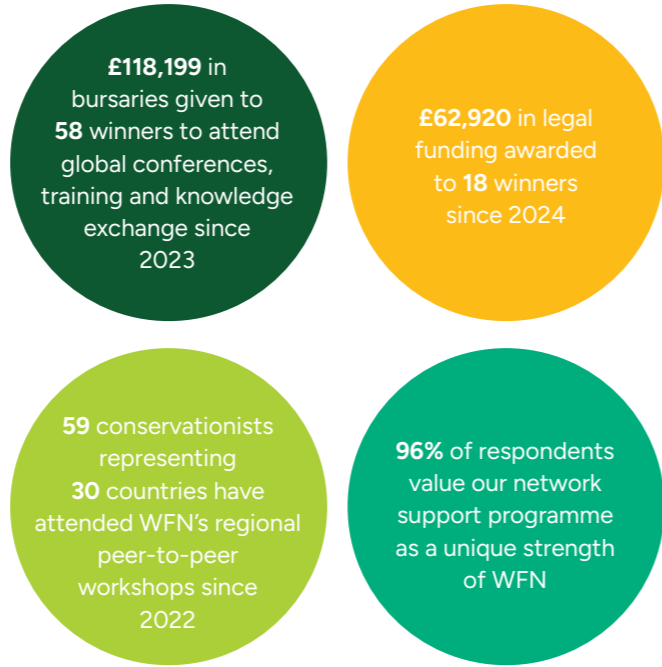 £118,199 in
bursaries given to
58 winners to attend
global conferences,
training and knowledge
exchange since
2023
£62,920 in legal
funding awarded
to 18 winners
since 2024
59 conservationists
representing
30 countries have
attended WFN’s regional
peer-to-peer
workshops since
2022
96% of respondents
value our network
support programme
as a unique strength
of WFN